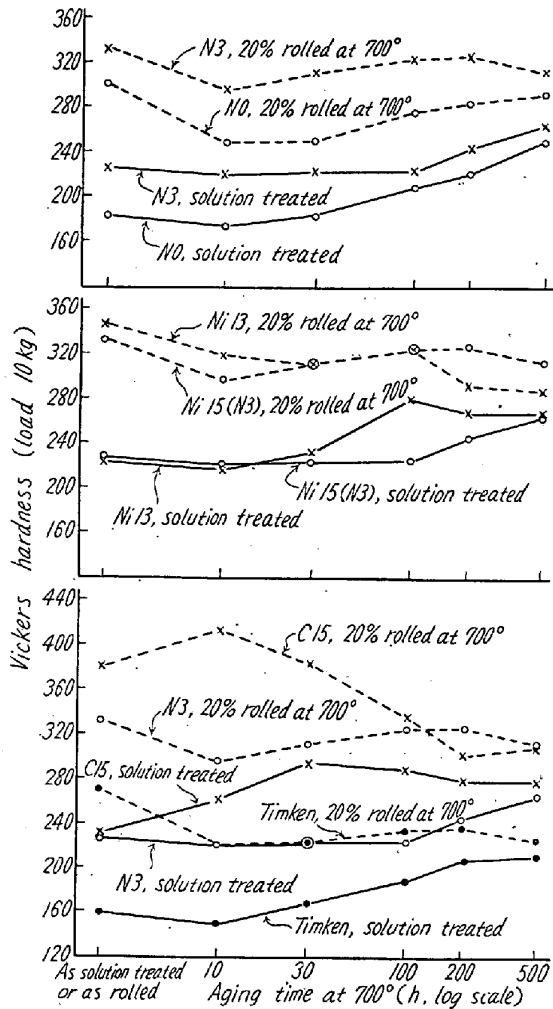 360
320
280
240
200
160
N3, 20% rolled at 700°
N0, 20% rolled at 700°
N3, solution treated
N0, solution treated
360
320
280
240
200
160
Ni 13, 20% rolled at 700°
Ni 15(N3), 20% rolled at 700°
Ni 15(N3), solution treated
Ni 13, solution treated
Vickers hardness (load 10kg)
440
400
360
320
280
240
200
160
120
C15, 20% rolled at 700°
N3, 20% rolled at 700°
C15, solution treated
Timken, 20% rolled at 700°
N3, solution treated
Timken, solution treated
As solution treated
or as rolled
10
30
100
200
500
Aging time at 700° (h, log scale)